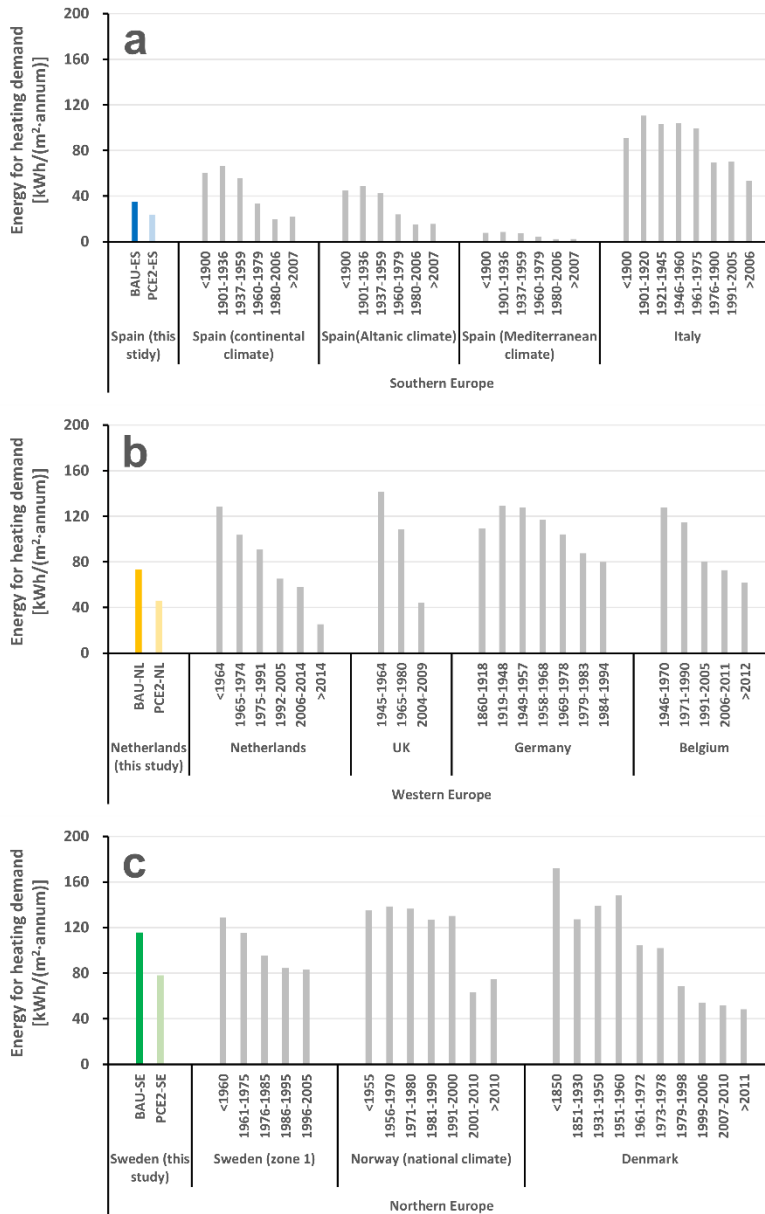 a
Energy for heating demand
[kWh/(m²·annum)]
200
160
120
80
40
0
BAU-ES
PCE2-ES
<1900
1901-1936
1937-1959
1960-1979
1980-2006
>2007
<1900
1901-1936
1937-1959
1960-1979
1980-2006
>2007
<1900
1901-1936
1937-1959
1960-1979
1980-2006
>2007
<1900
1901-1920
1921-1945
1946-1960
1961-1975
1976-1900
1991-2005
>2006
Spain (this
stidy)
Spain (continental
climate)
Spain(Altanic climate)
Spain (Mediterranean
climate)
Italy
Southern Europe
b
Energy for heating demand
[kWh/(m²·annum)]
200
160
120
80
40
0
BAU-NL
PCE2-NL
<1964
1965-1974
1975-1991
1992-2005
2006-2014
>2014
1945-1964
1965-1980
2004-2009
1860-1918
1919-1948
1949-1957
1958-1968
1969-1978
1979-1983
1984-1994
1946-1970
1971-1990
1991-2005
2006-2011
>2012
Netherlands
(this study)
Netherlands
UK
Germany
Belgium
Western Europe
c
Energy for heating demand
[kWh/(m²·annum)]
200
160
120
80
40
0
BAU-SE
PCE2-SE
<1960
1961-1975
1976-1985
1986-1995
1996-2005
<1955
1956-1970
1971-1980
1981-1990
1991-2000
2001-2010
>2010
<1850
1851-1930
1931-1950
1951-1960
1961-1972
1973-1978
1979-1998
1999-2006
2007-2010
>2011
Sweden (this
study)
Sweden (zone 1)
Norway (national climate)
Denmark
Northern Europe